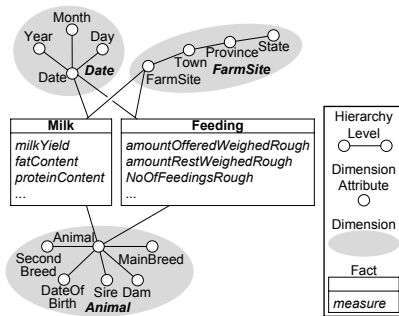 Month
Year
Day
Date
Date
State
Province
Town
FarmSite
FarmSite
Milk
milkYield
fatContent
proteinContent
...
Feeding
amountOfferedWeighedRough
amountRestWeighedRough
NoOfFeedingsRough
...
Animal
Second
Breed
MainBreed
DateOf
Birth
Sire
Dam
Animal
Hierarchy
Level
Dimension
Attribute
Dimension
Fact
measure